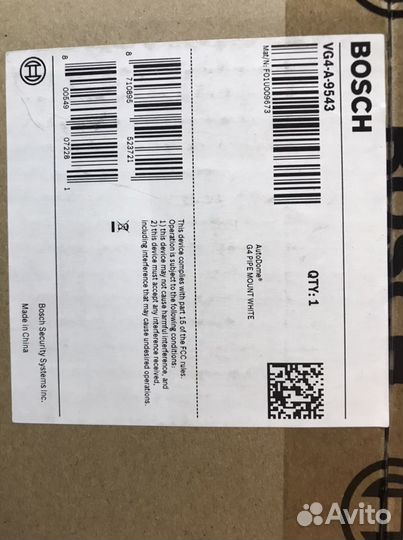 BOSCH
VG4-A-9543
Mat/Nr F01U009673
AutoDome®
G4 PIPE MOUNT WHITE
QTY: 1
8 710895 523721
8 00549 07228 1
This device complies with part 15 of the FCC rules.
Operation is subject to the following conditions:
1) this device may not cause harmful interference, and
2) this device must accept any interference received,
including interference that may cause undesired operations.
Bosch Security Systems Inc.
Made in China
Avito